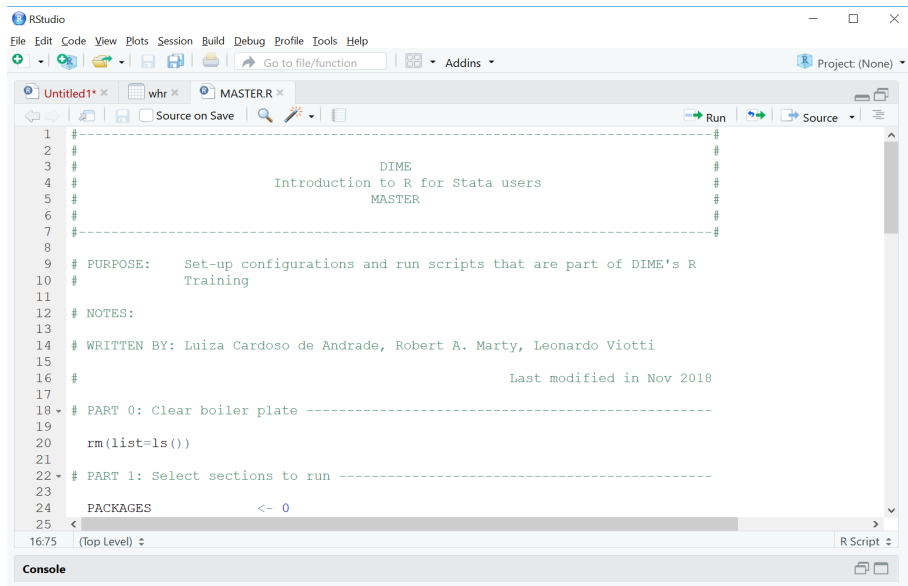 RStudio
File Edit Code View Plots Session Build Debug Profile Tools Help
Go to file/function Addins Project: (None)
Untitled1* whr MASTER.R
Source on Save Run Source
1 #------------------------------------------------------------------------------#
2 # #
3 # DIME #
4 # Introduction to R for Stata users #
5 # MASTER #
6 # #
7 #------------------------------------------------------------------------------#
8
9 # PURPOSE: Set-up configurations and run scripts that are part of DIME's R
10 # Training
11
12 # NOTES:
13
14 # WRITTEN BY: Luiza Cardoso de Andrade, Robert A. Marty, Leonardo Viotti
15
16 # Last modified in Nov 2018
17
18 # PART 0: Clear boiler plate --------------------------------------------------
19
20 rm(list=ls())
21
22 # PART 1: Select sections to run ----------------------------------------------
23
24 PACKAGES <- 0
25
16:75 (Top Level) R Script
Console